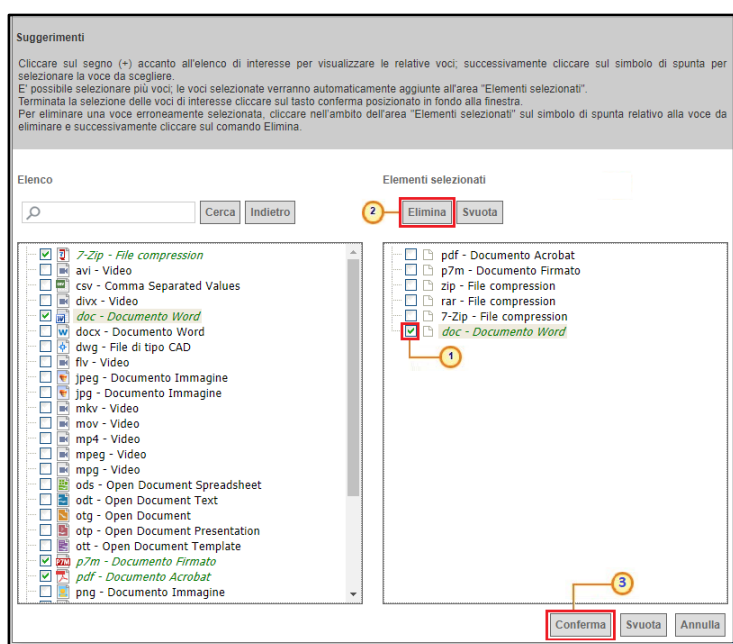 Suggerimenti
Cliccare sul segno (+) accanto all'elenco di interesse per visualizzare le relative voci; successivamente cliccare sul simbolo di spunta per
selezionare la voce da scegliere.
E' possibile selezionare più voci; le voci selezionate verranno automaticamente aggiunte all'area "Elementi selezionati".
Terminata la selezione delle voci di interesse cliccare sul tasto conferma posizionato in fondo alla finestra.
Per eliminare una voce erroneamente selezionata, cliccare nell'ambito dell'area "Elementi selezionati" sul simbolo di spunta relativo alla voce da
eliminare e successivamente cliccare sul comando Elimina.
Elenco
Cerca
Indietro
7-Zip - File compression
avi - Video
csv - Comma Separated Values
divx - Video
doc - Documento Word
docx - Documento Word
dwg - File di tipo CAD
flv - Video
jpeg - Documento Immagine
jpg - Documento Immagine
mkv - Video
mov - Video
mp4 - Video
mpeg - Video
mpg - Video
ods - Open Document Spreadsheet
odt - Open Document Text
otg - Open Document
otp - Open Document Presentation
ott - Open Document Template
p7m - Documento Firmato
pdf - Documento Acrobat
png - Documento Immagine
Elementi selezionati
2
Elimina
Svuota
pdf - Documento Acrobat
p7m - Documento Firmato
zip - File compression
rar - File compression
7-Zip - File compression
doc - Documento Word
1
3
Conferma
Svuota
Annulla